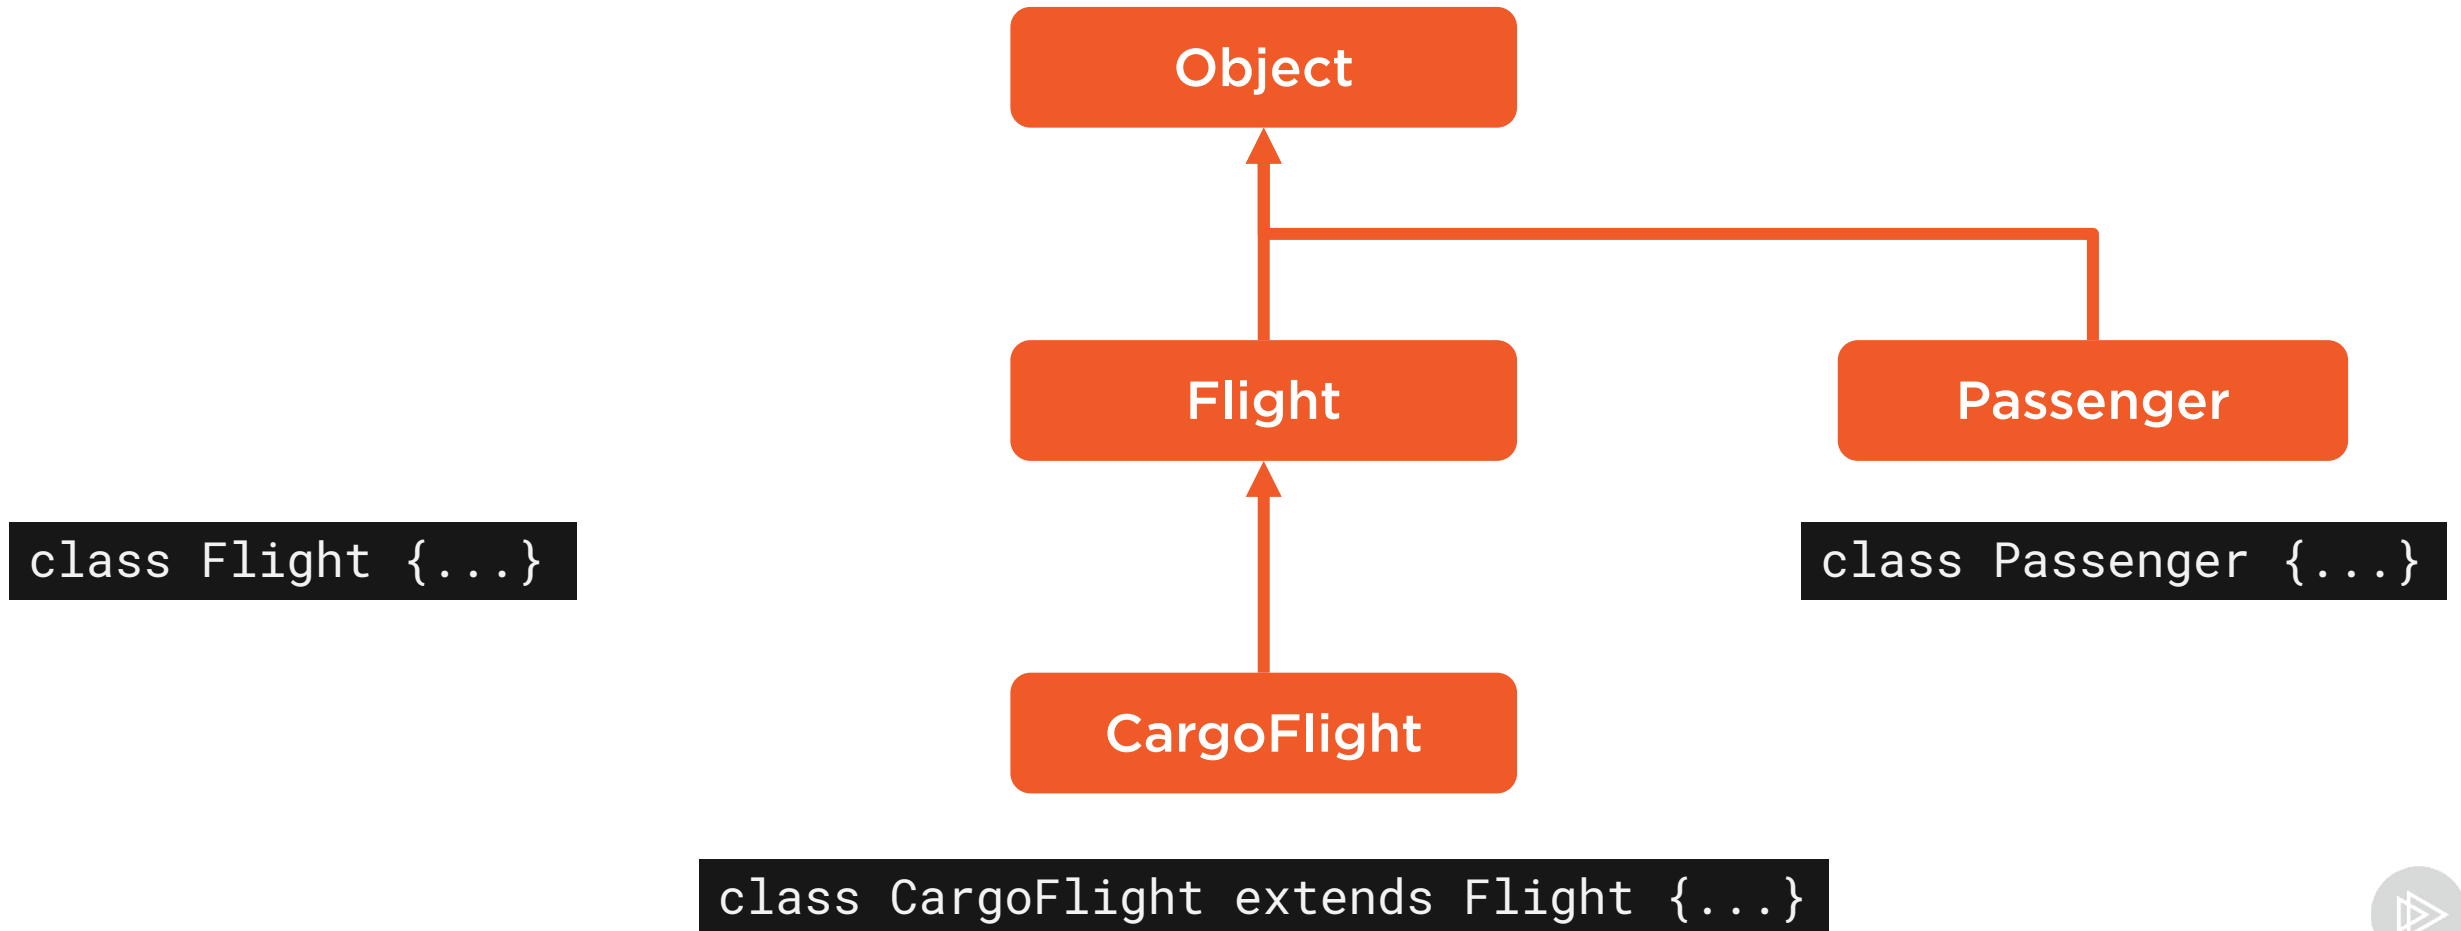 Object
Flight
Passenger
class Flight {...}
class Passenger {...}
CargoFlight
class CargoFlight extends Flight {...}